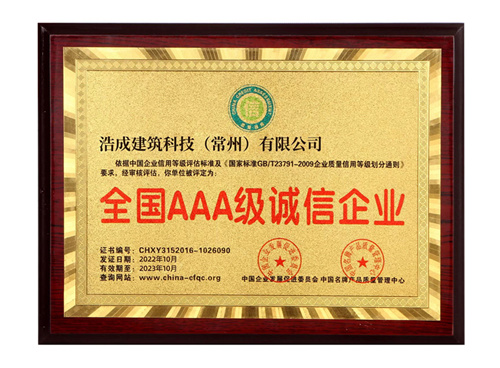 CHINA CREDIT ASSESSMENT
浩成建筑科技（常州）有限公司
依据中国企业信用等级评估标准及《国家标准GB/T23791-2009企业质量信用等级划分通则》
要求，经审核评估，你单位被评定为：
全国AAA级诚信企业
证书编号：CHXY3152016-1026090
发证日期：2022年10月
有效期至：2023年10月
查询网站：www.china-cfqc.org
中国企业发展促进委员会 中国名牌产品质量管理中心